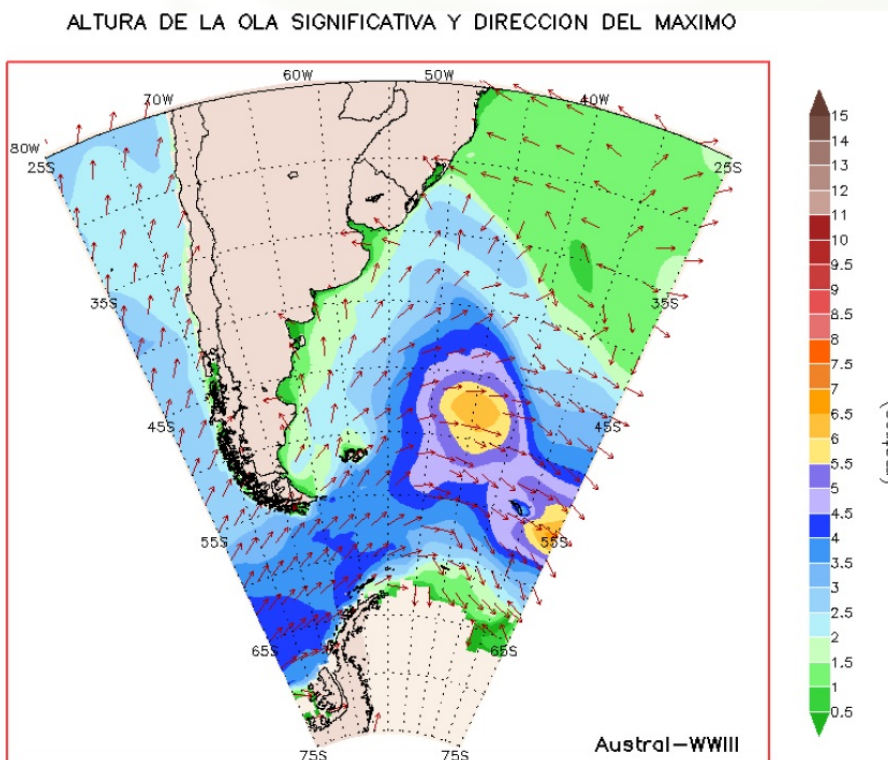 ALTURA DE LA OLA SIGNIFICATIVA Y DIRECCION DEL MAXIMO
60W
50W
70W
40W
80W
25S
25S
35S
35S
45S
45S
55S
55S
65S
65S
75S
75S
Austral-WWIII
15
14
13
12
11
10
9.5
9
8.5
8
7.5
7
6.5
6
5.5
5
4.5
4
3.5
3
2.5
2
1.5
1
0.5